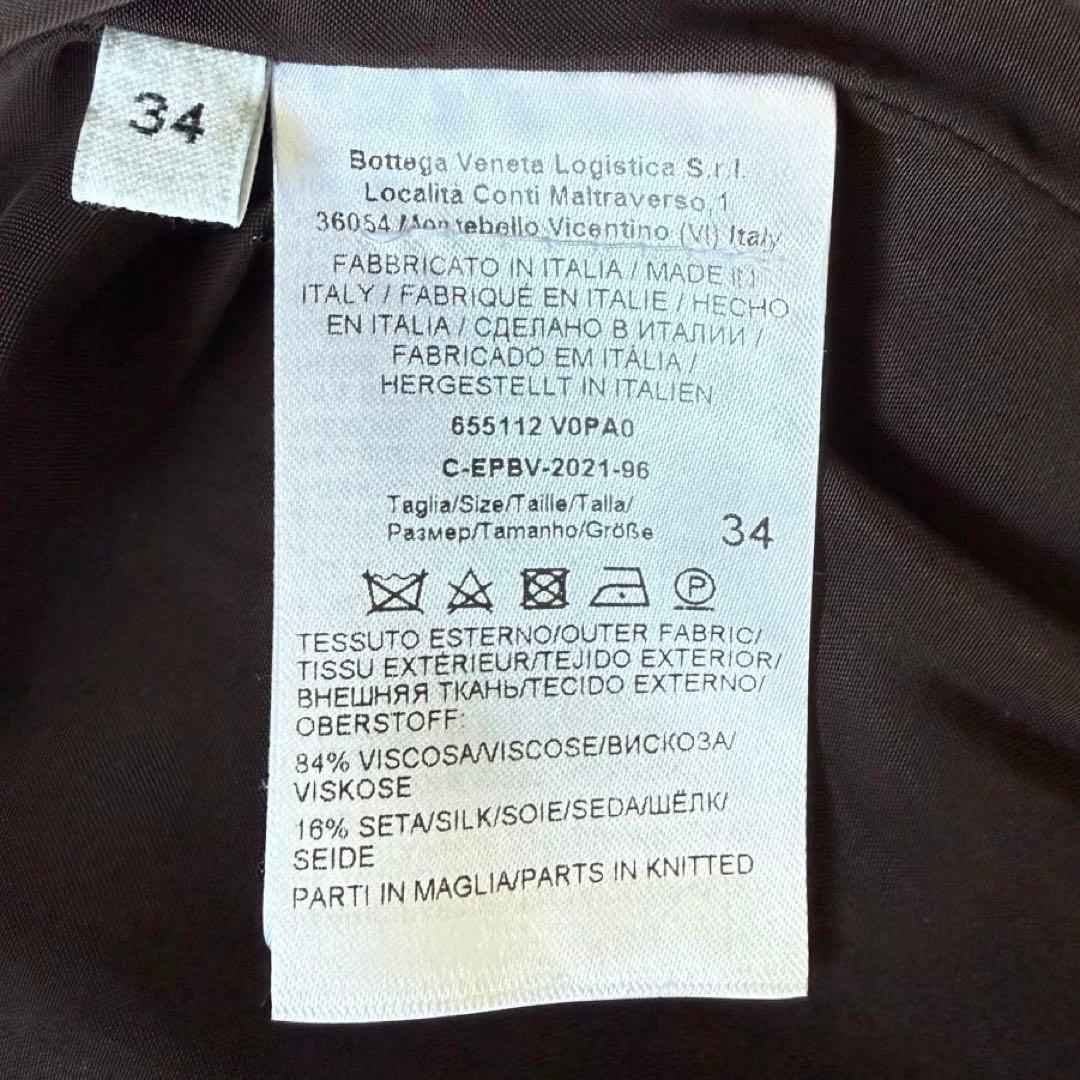 34
Bottega Veneta Logistica S.r.l.
Località Conti Maltraverso,1
36054 Montebello Vicentino (VI) Italy
FABBRICATO IN ITALIA / MADE IN
ITALY / FABRIQUÉ EN ITALIE / HECHO
EN ITALIA / СДЕЛАНО В ИТАЛИИ /
FABRICADO EM ITÁLIA /
HERGESTELLT IN ITALIEN
655112 V0PA0
C-EPBV-2021-96
Taglia/Size/Taille/Talla/
Размер/Tamanho/Größe 34
P
TESSUTO ESTERNO/OUTER FABRIC/
TISSU EXTÉRIEUR/TEJIDO EXTERIOR/
ВНЕШНЯЯ ТКАНЬ/TECIDO EXTERNO/
OBERSTOFF:
84% VISCOSA/VISCOSE/ВИСКОЗА/
VISKOSE
16% SETA/SILK/SOIE/SEDA/ШЁЛК/
SEIDE
PARTI IN MAGLIA/PARTS IN KNITTED